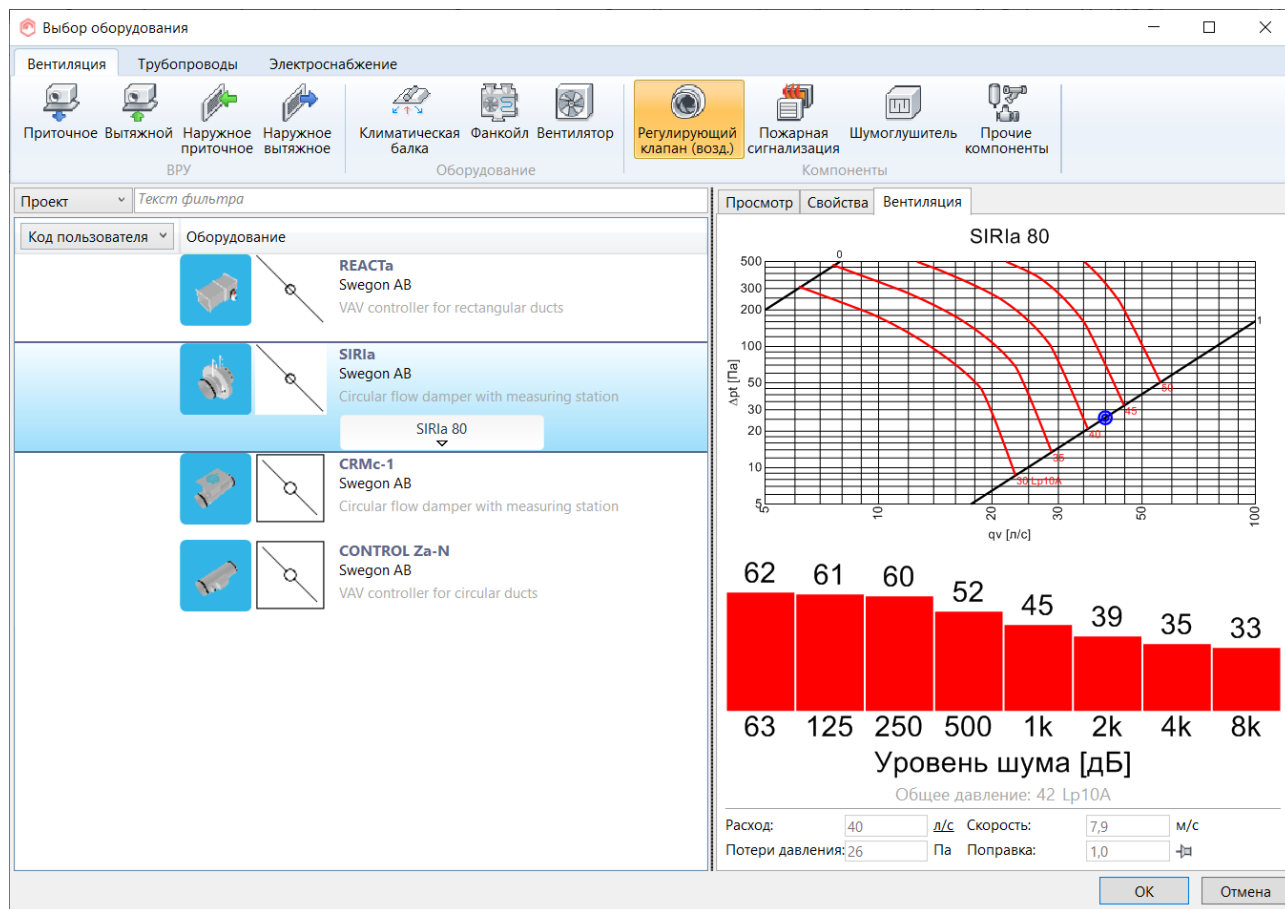 Выбор оборудования
Вентиляция Трубопроводы Электроснабжение
Приточное Вытяжной Наружное приточное Наружное вытяжное
ВРУ
Климатическая балка Фанкойл Вентилятор
Оборудование
Регулирующий клапан (возд.) Пожарная сигнализация Шумоглушитель Прочие компоненты
Компоненты
Проект Текст фильтра
Код пользователя Оборудование
REACTa
Swegon AB
VAV controller for rectangular ducts
SIRIa
Swegon AB
Circular flow damper with measuring station
SIRIa 80
CRMc-1
Swegon AB
Circular flow damper with measuring station
CONTROL Za-N
Swegon AB
VAV controller for circular ducts
Просмотр Свойства Вентиляция
SIRIa 80
0
500
300
200
100
50
30
20
10
5
Δpt [Па]
1
50
45
40
35
30 Lp10A
5 10 20 30 50 100
qv [л/с]
62 61 60 52 45 39 35 33
63 125 250 500 1k 2k 4k 8k
Уровень шума [дБ]
Общее давление: 42 Lp10A
Расход: 40 л/с Скорость: 7,9 м/с
Потери давления: 26 Па Поправка: 1,0
ОК Отмена